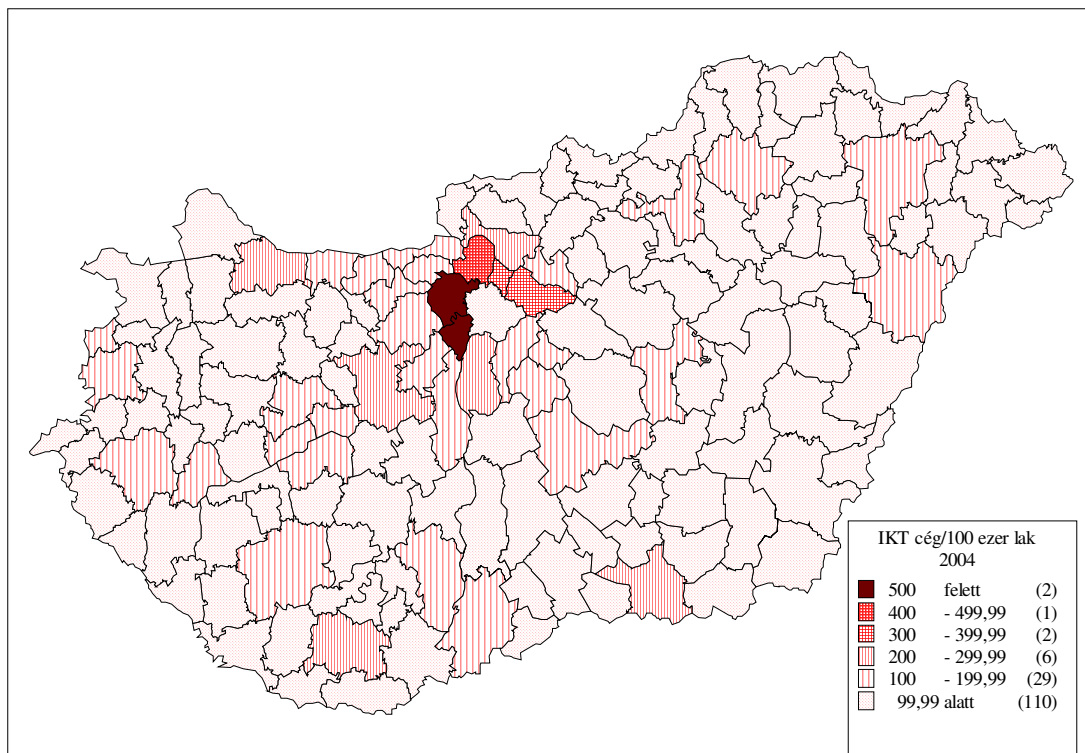 IKT cég/100 ezer lak
2004
500 felett (2)
400 - 499,99 (1)
300 - 399,99 (2)
200 - 299,99 (6)
100 - 199,99 (29)
99,99 alatt (110)